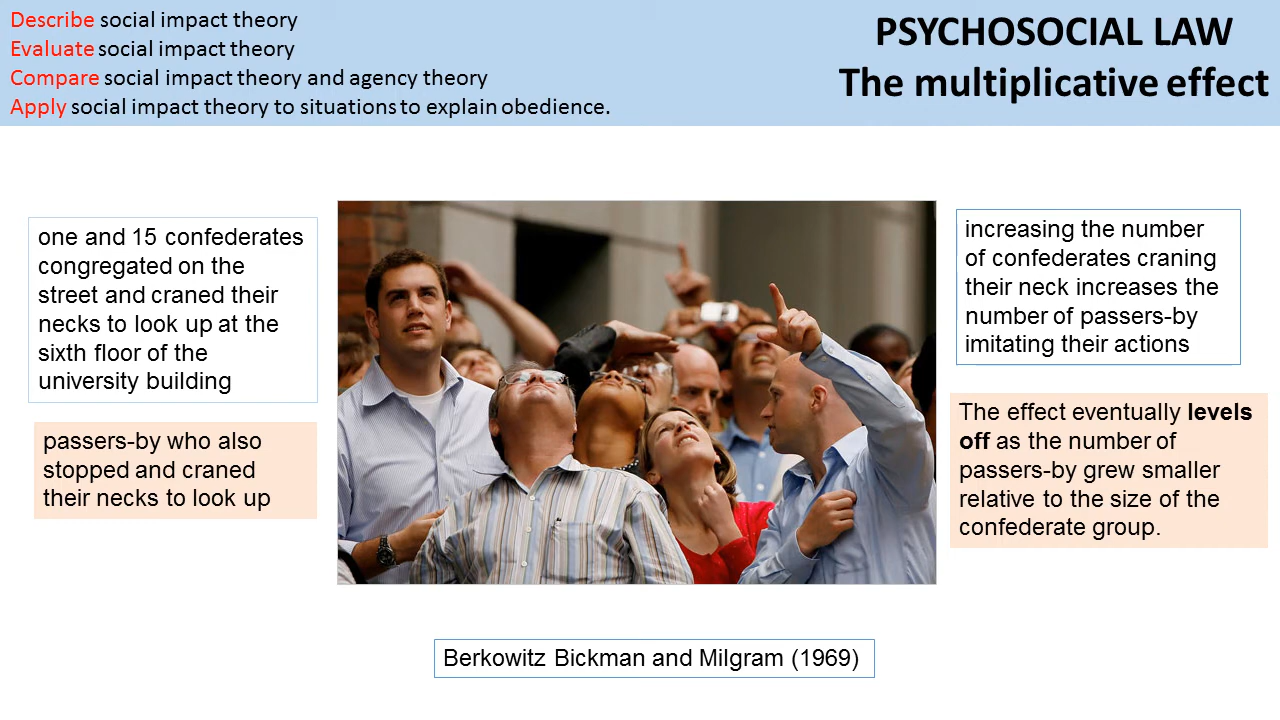 Describe social impact theory
Evaluate social impact theory
Compare social impact theory and agency theory
Apply social impact theory to situations to explain obedience.
PSYCHOSOCIAL LAW
The multiplicative effect
one and 15 confederates
congregated on the
street and craned their
necks to look up at the
sixth floor of the
university building
passers-by who also
stopped and craned
their necks to look up
increasing the number
of confederates craning
their neck increases the
number of passers-by
imitating their actions
The effect eventually levels
off as the number of
passers-by grew smaller
relative to the size of the
confederate group.
Berkowitz Bickman and Milgram (1969)